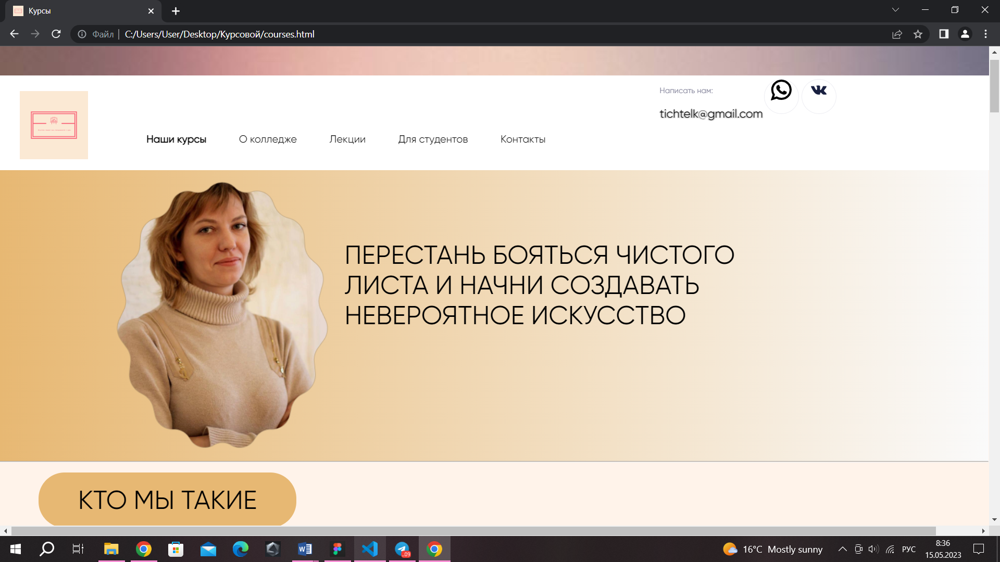 Курсы
Файл | C:/Users/User/Desktop/Курсовой/courses.html
Написать нам:
tichtelk@gmail.com
Наши курсы О колледже Лекции Для студентов Контакты
ПЕРЕСТАНЬ БОЯТЬСЯ ЧИСТОГО
ЛИСТА И НАЧНИ СОЗДАВАТЬ
НЕВЕРОЯТНОЕ ИСКУССТВО
КТО МЫ ТАКИЕ
16°C Mostly sunny РУС 8:36
15.05.2023